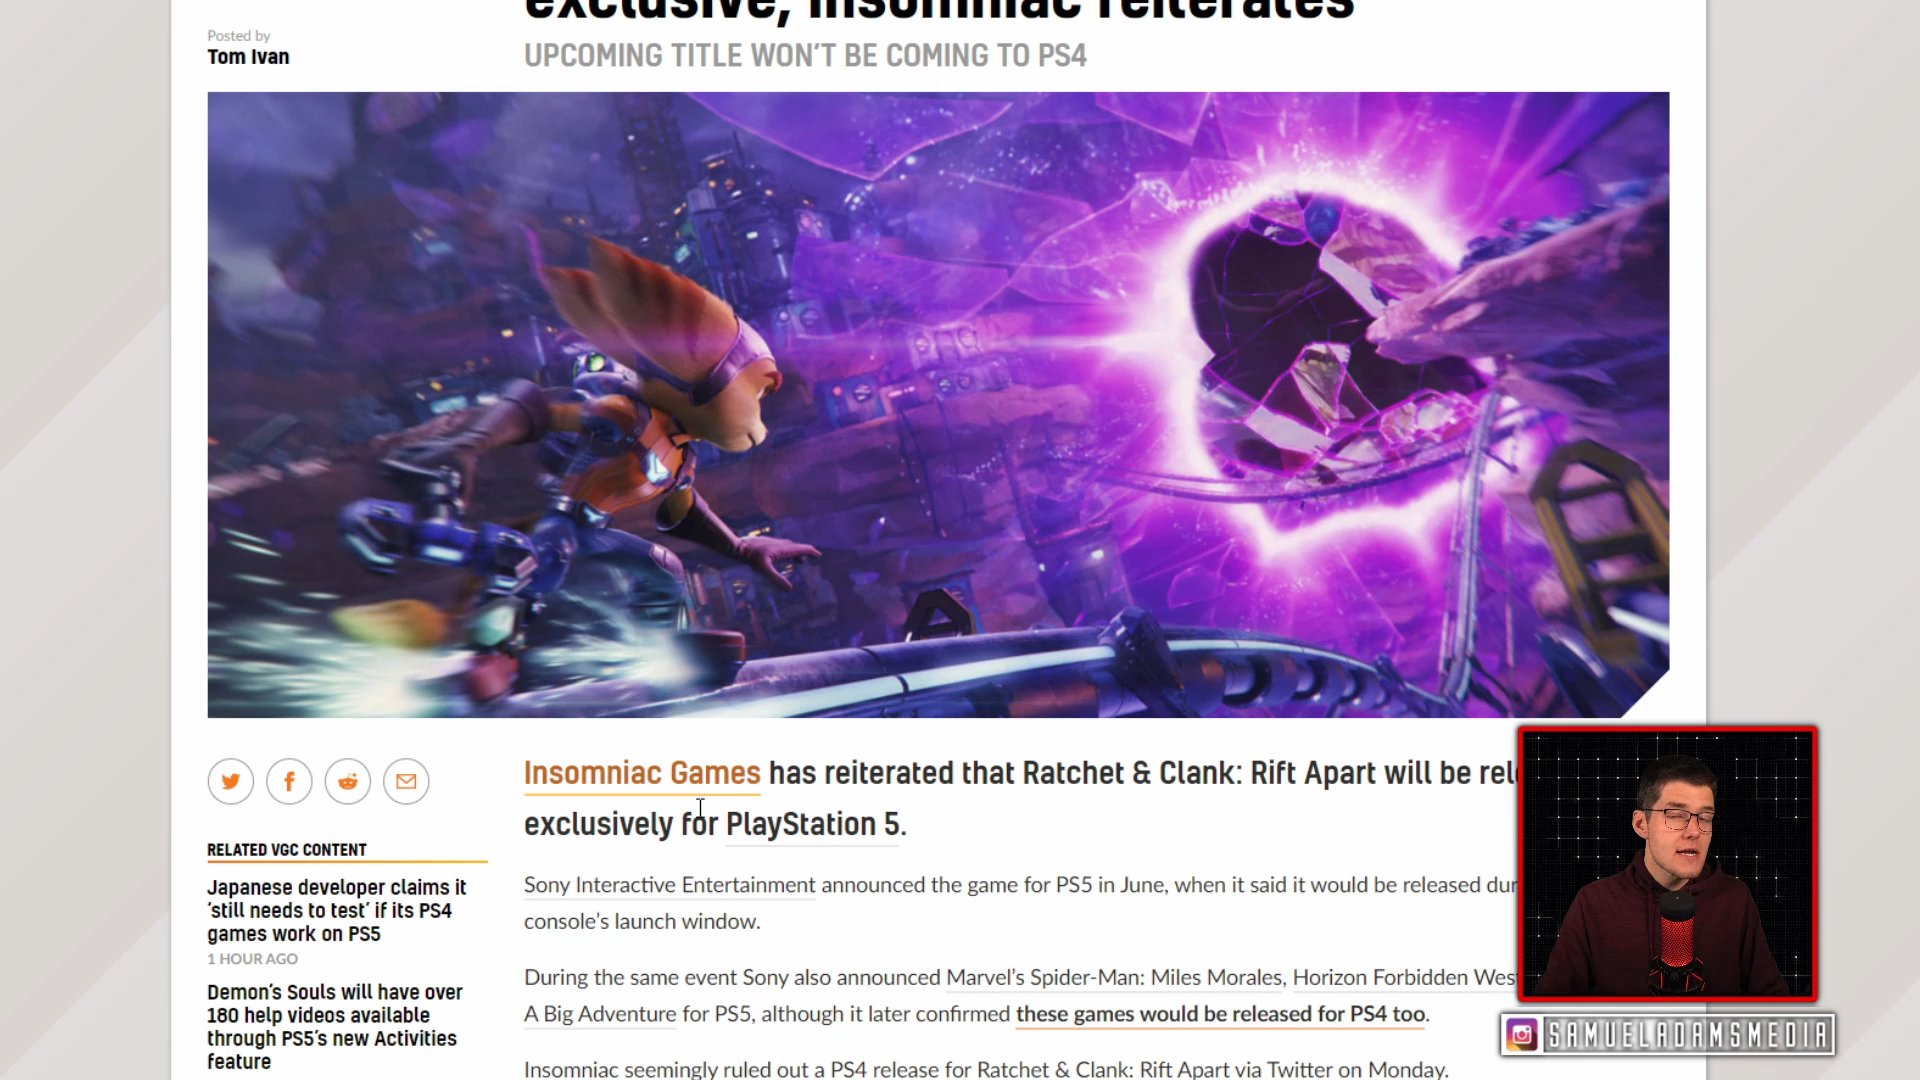 exclusive, Insomniac reiterates
Posted by
Tom Ivan
UPCOMING TITLE WON'T BE COMING TO PS4
Insomniac Games has reiterated that Ratchet & Clank: Rift Apart will be
exclusively for PlayStation 5.
RELATED VGC CONTENT
Japanese developer claims it
'still needs to test' if its PS4
games work on PS5
1 HOUR AGO
Demon's Souls will have over
180 help videos available
through PS5's new Activities
feature
Sony Interactive Entertainment announced the game for PS5 in June, when it said it would be released
console's launch window.
During the same event Sony also announced Marvel's Spider-Man: Miles Morales, Horizon Forbidden West
A Big Adventure for PS5, although it later confirmed these games would be released for PS4 too.
Insomniac seemingly ruled out a PS4 release for Ratchet & Clank: Rift Apart via Twitter on Monday.
SAMUELADAMSMEDIA